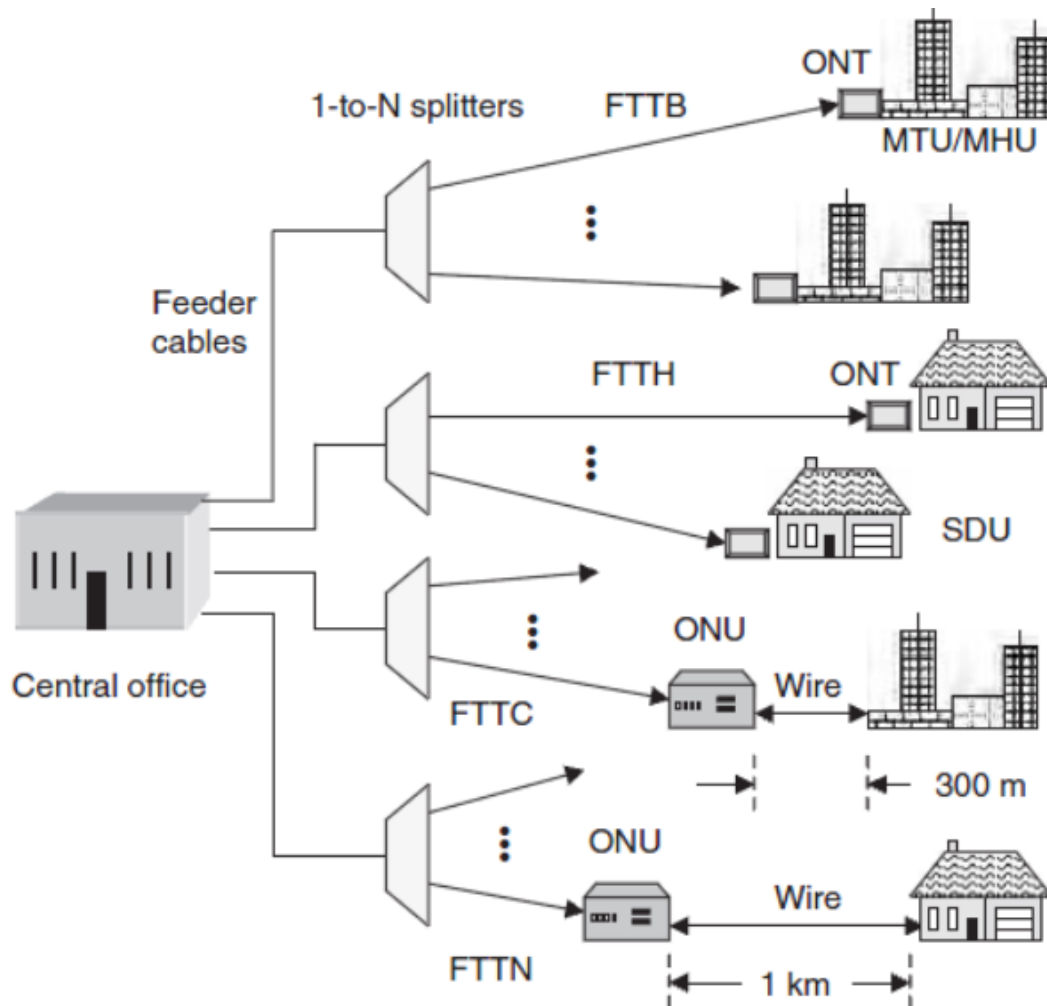 ONT
1-to-N splitters
FTTB
MTU/MHU
Feeder
cables
FTTH
ONT
SDU
ONU
Wire
Central office
FTTC
300 m
ONU
Wire
FTTN
1 km